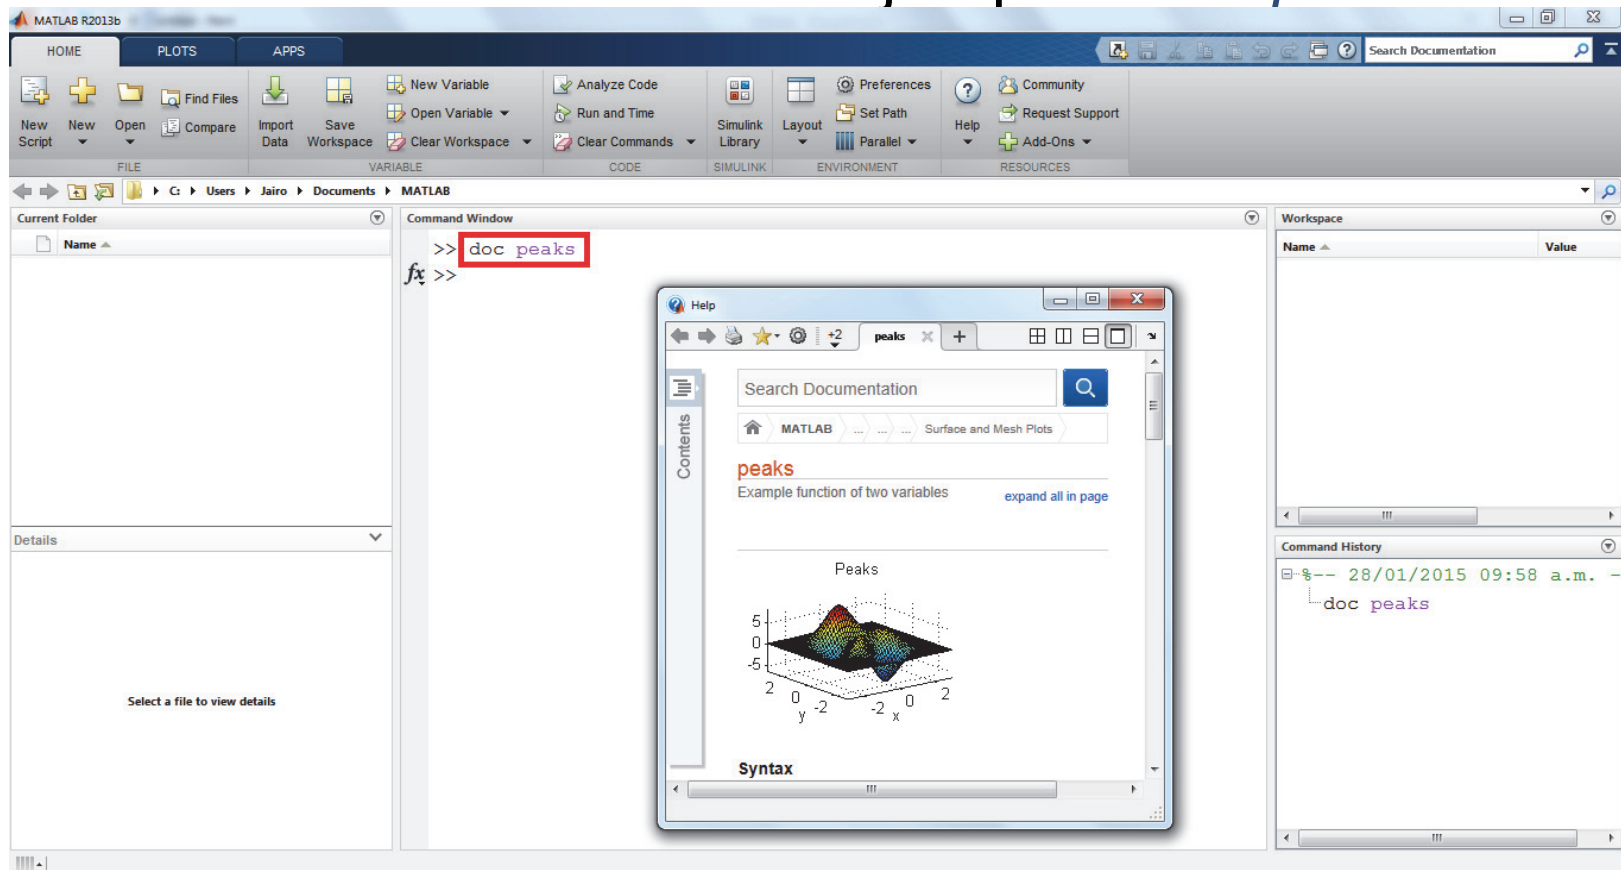 MATLAB R2013b
HOME PLOTS APPS
Search Documentation
New Script
New
Open
Find Files
Compare
Import Data
Save Workspace
New Variable
Open Variable
Clear Workspace
Analyze Code
Run and Time
Clear Commands
Simulink Library
Layout
Preferences
Set Path
Parallel
Help
Community
Request Support
Add-Ons
FILE VARIABLE CODE SIMULINK ENVIRONMENT RESOURCES
C: Users Jairo Documents MATLAB
Current Folder
Name
Details
Select a file to view details
Command Window
>> doc peaks
fx >>
Help
+2 peaks +
Contents
Search Documentation
MATLAB ... ... ... Surface and Mesh Plots
peaks
Example function of two variables expand all in page
Peaks
5
0
-5
2 0 -2
y
-2 0 2
x
Syntax
Workspace
Name Value
Command History
%-- 28/01/2015 09:58 a.m. -
doc peaks